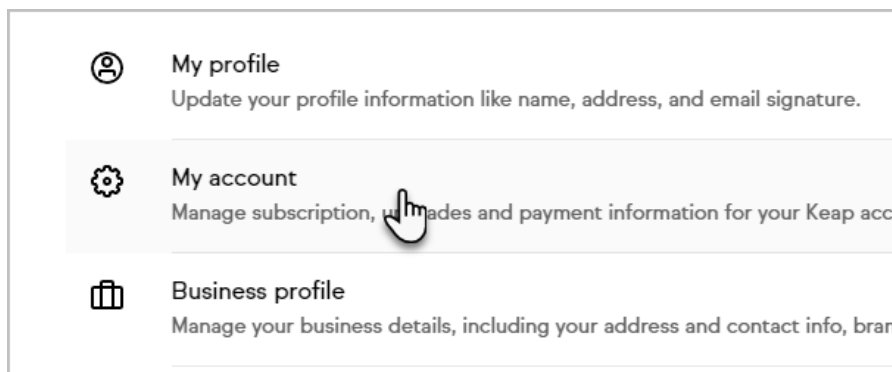 My profile
Update your profile information like name, address, and email signature.
My account
Manage subscription, and payment information for your Keap
Business profile
Manage your business details, including your address and contact info,